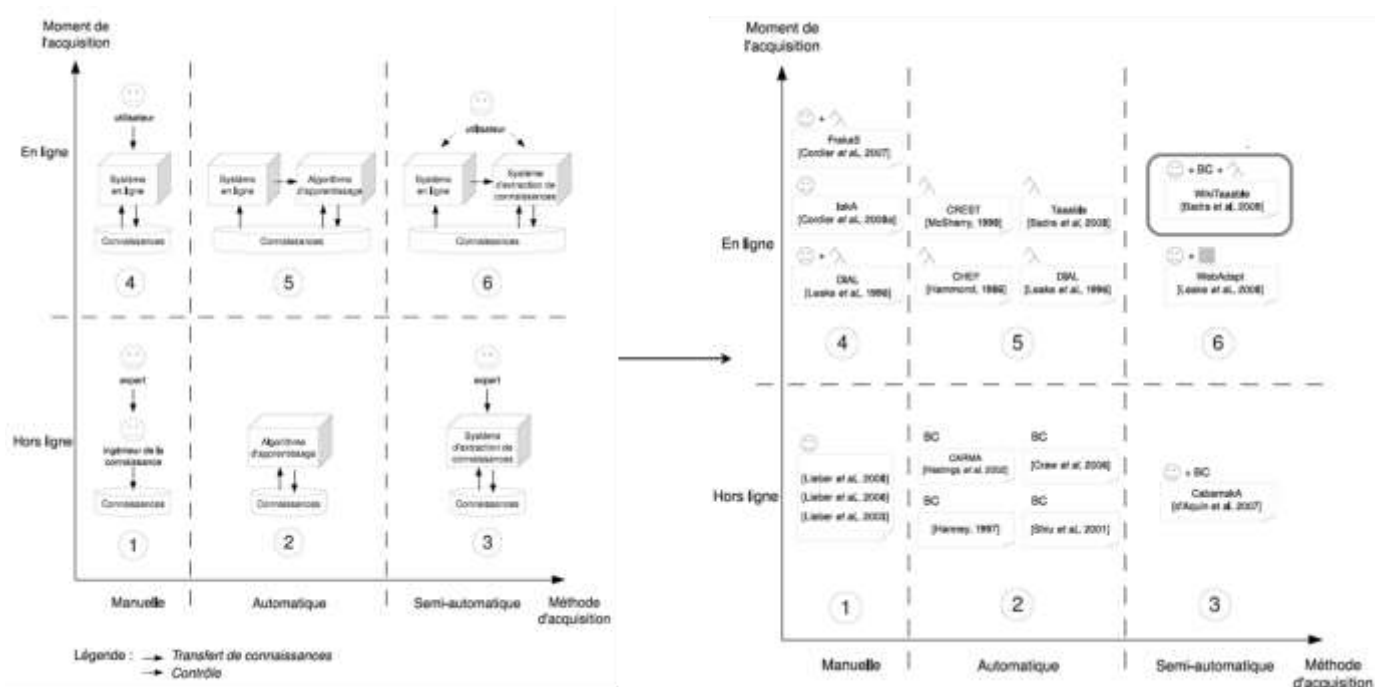 Moment de
l'acquisition
utilisateur
En ligne
Système
en ligne
Connaissances
4
Système
en ligne
Algorithme
d'apprentissage
Connaissances
5
utilisateur
Système
en ligne
Système
d'extraction de
connaissances
Connaissances
6
Hors ligne
expert
ingénieur de la
connaissance
Connaissances
1
Algorithme
d'apprentissage
Connaissances
2
expert
Système
d'extraction de
connaissances
Connaissances
3
Manuelle
Automatique
Semi-automatique
Méthode
d'acquisition
Légende :
Transfert de connaissances
Contrôle
Moment de
l'acquisition
En ligne
+
FrakaS
[Cordier et al., 2007]
IakA
[Cordier et al.,
+
DIAL
[Leake et al., 1996]
4
CREST
[McSherry,
Taaable
[Badra et al., 2008]
CHEF
[Hammond, 1986]
DIAL
[Leake et al., 1996]
5
+ BC +
WikiTaaable
[Badra et al.,
+
WebAdapt
[Leake et al., 2008]
6
Hors ligne
[Lieber et al., 2008]
[Lieber et al.,
[Lieber et al., 2003]
1
BC
CARMA
[Hastings et al. 2002]
BC
[Craw et al. 2006]
BC
[Hanney, 1997]
BC
[Shiu et al., 2001]
2
+ BC
CabamakA
[d'Aquin et al. 2007]
3
Manuelle
Automatique
Semi-automatique
Méthode
d'acquisition